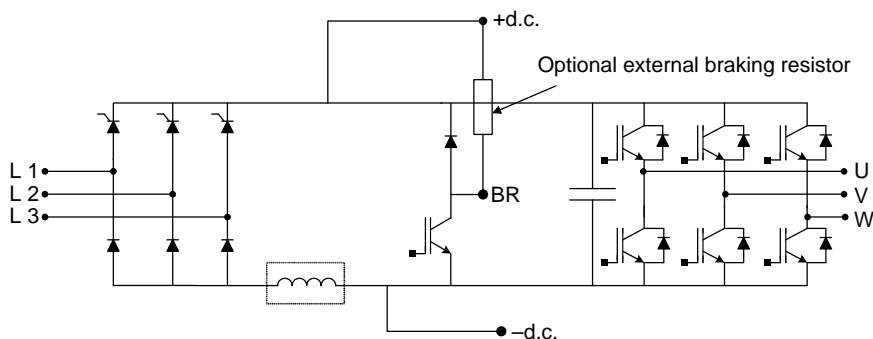 +d.c.
Optional external braking resistor
L 1
L 2
L 3
BR
U
V
W
–d.c.